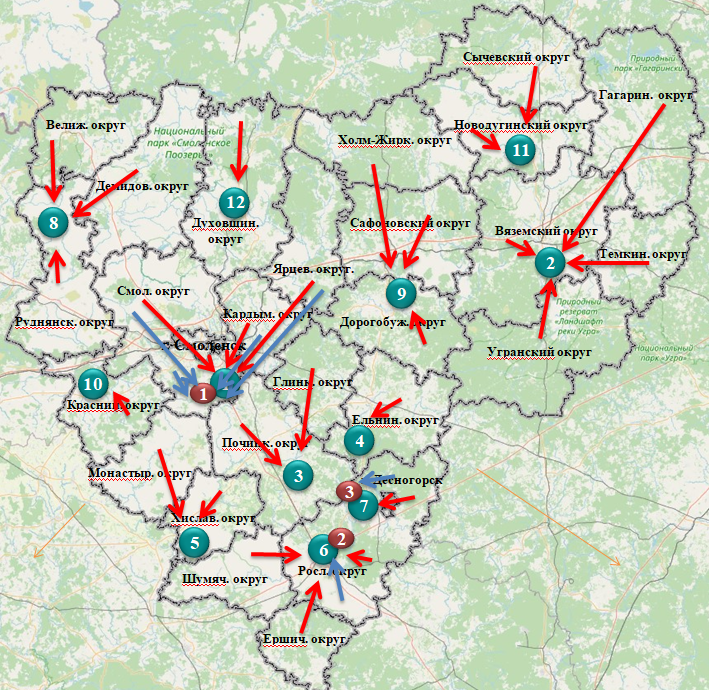 Сычевский округ
Природный
парк «Гагарински
Гагарин. округ
Велиж. округ
Национальный
парк «Смоленское
Поозерье»
Новодугинский округ
Холм-Жирк. округ
11
Демидов. округ
12
8
Духовшин.
округ
Сафоновский округ
Вяземский округ
Темкин. округ
2
Ярцев. округ.
Смол. округ
9
Природный
резерват
«Ландшафт
реки Угра»
Кардым. округ
Руднянск. округ
Дорогобуж. округ
г. Смоленск
Угранский округ
Национальный
парк «Угра»
10
1
Глинк. округ
Краснин. округ
Ельнин. округ
4
Починк. округ
Монастыр. округ
3
Десногорск
3
7
Хислав. округ
5
2
6
Росл. округ
Шумяч. округ
Ершич. округ